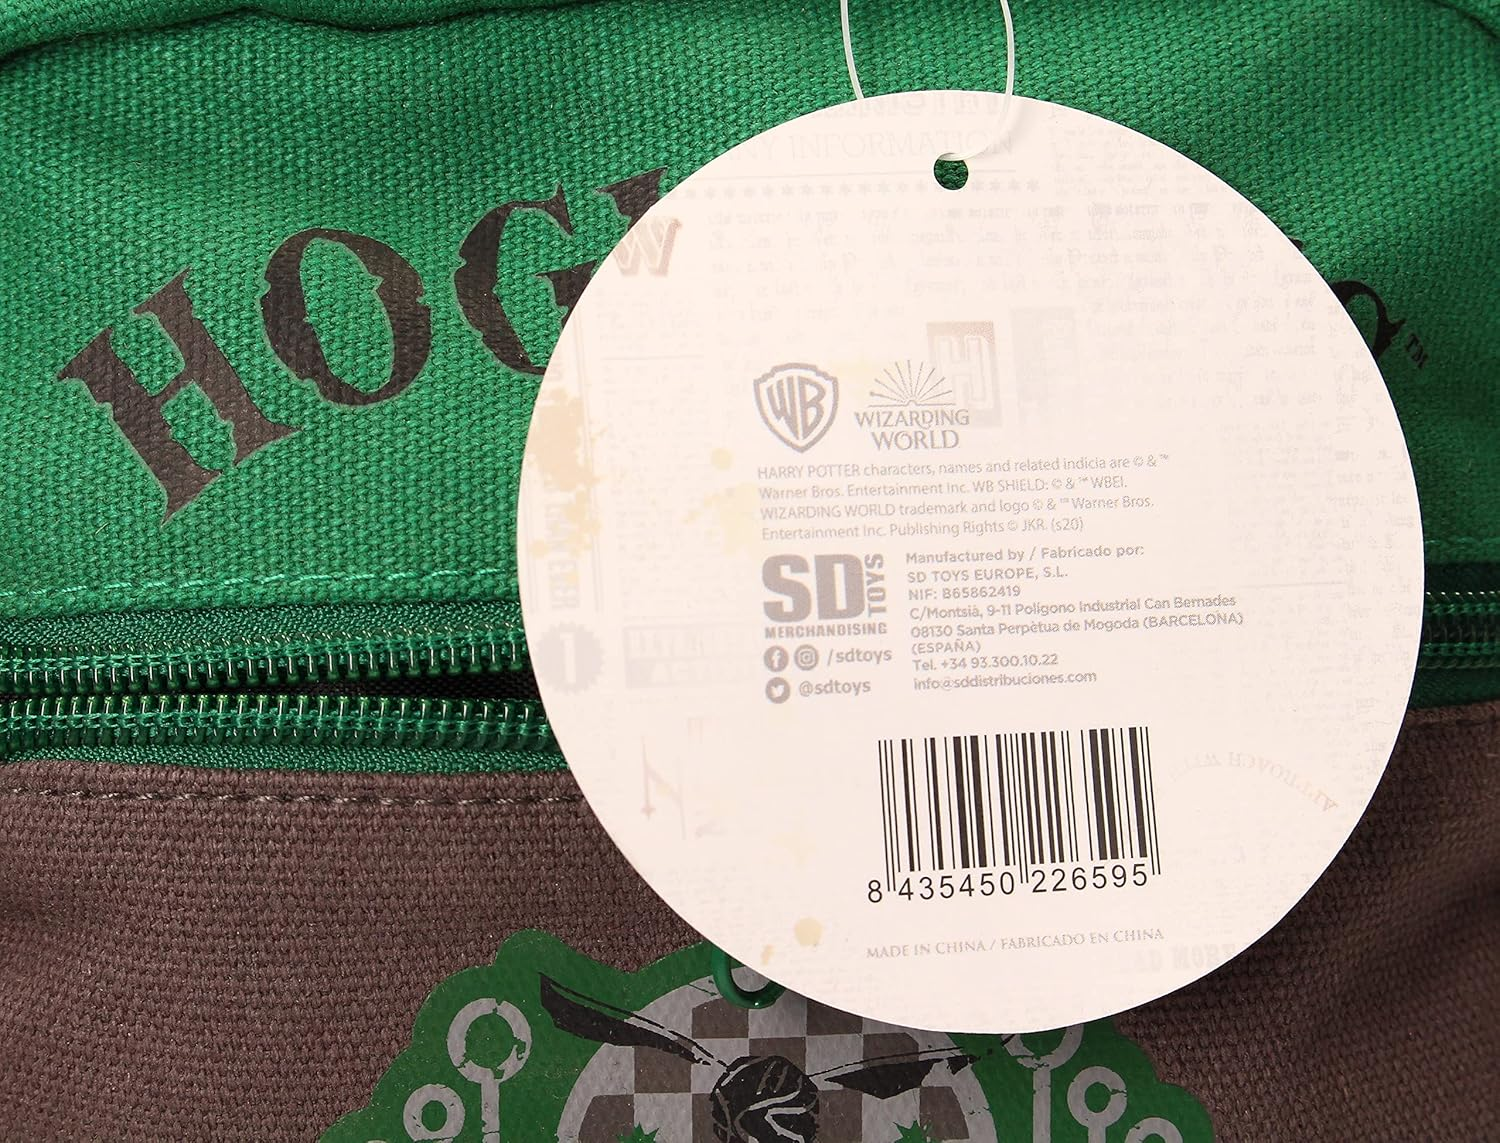 HOG
™
INFORMATION
WB
WIZARDING
WORLD
HARRY POTTER characters, names and related indicia are © & ™
Warner Bros. Entertainment Inc. WB SHIELD: © & ™ WBEI.
WIZARDING WORLD trademark and logo © & ™ Warner Bros.
Entertainment Inc. Publishing Rights © JKR. (s20)
SD TOYS
MERCHANDISING
/sdtoys
@sdtoys
Manufactured by / Fabricado por:
SD TOYS EUROPE, S.L.
NIF: B65862419
C/Montsià, 9-11 Polígono Industrial Can Bernades
08130 Santa Perpètua de Mogoda (BARCELONA)
(ESPAÑA)
Tel. +34 93.300.10.22
info@sddistribuciones.com
8 435450 226595
MADE IN CHINA / FABRICADO EN CHINA